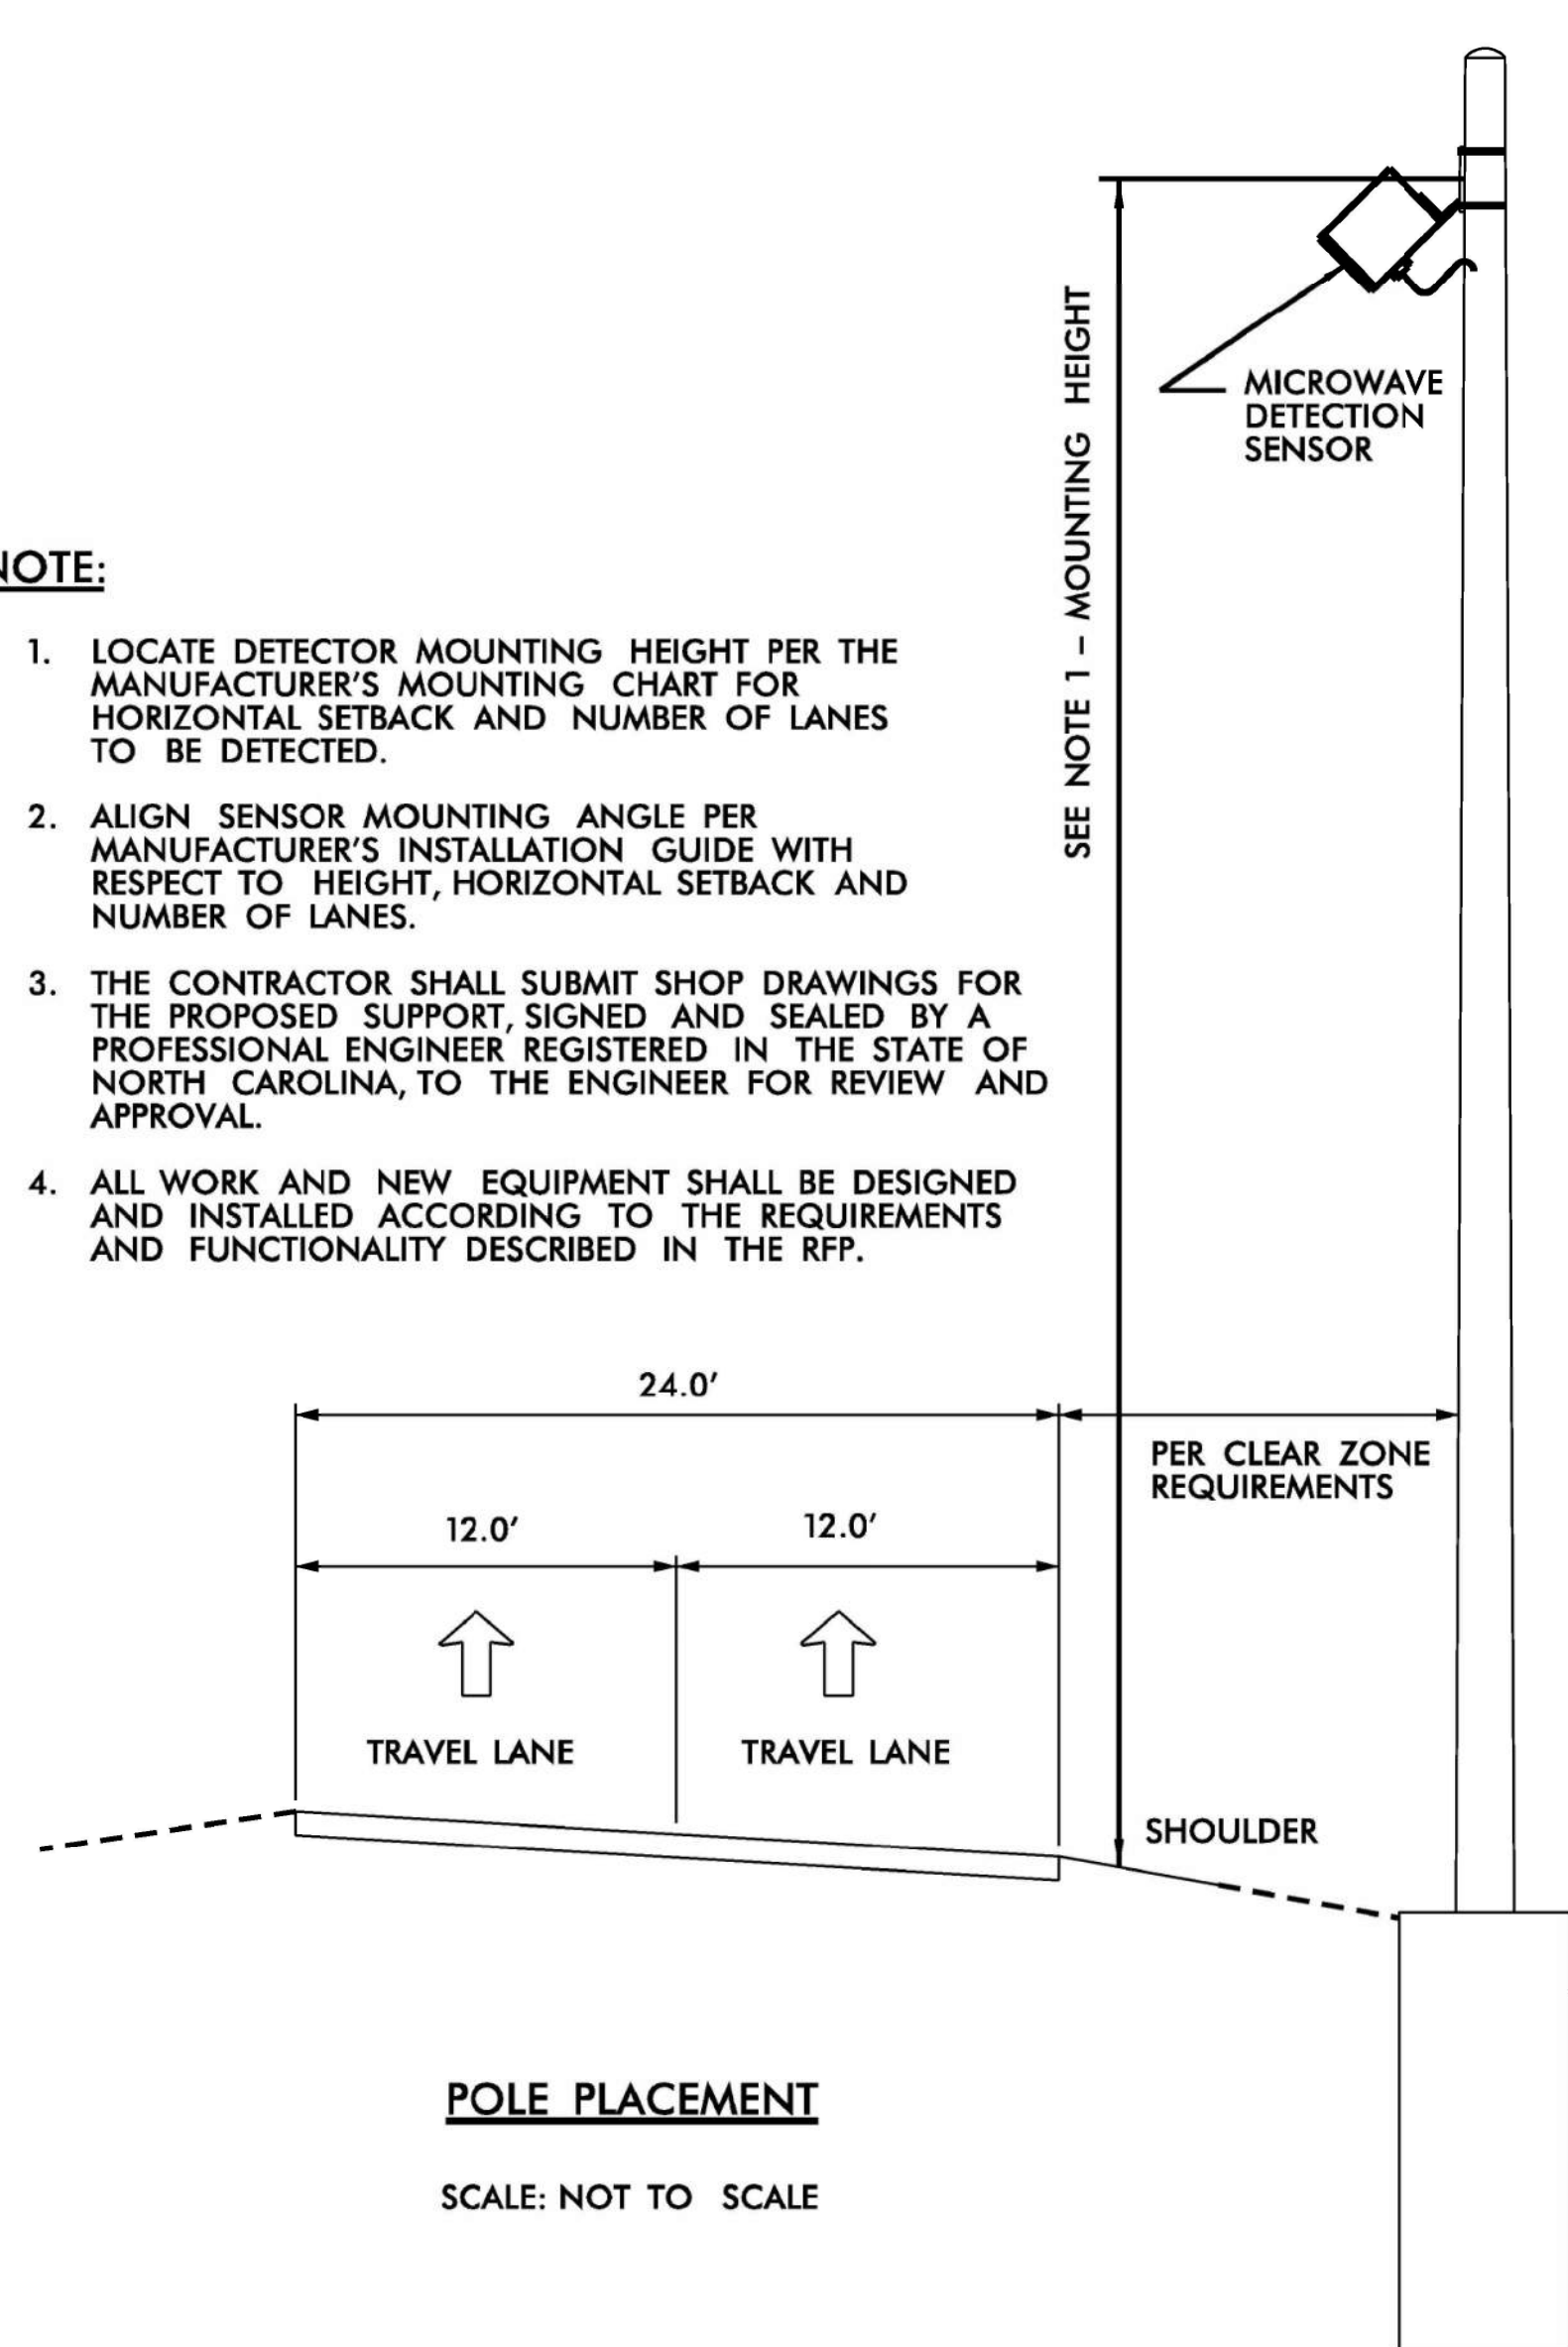 MICROWAVE
DETECTION
SENSOR
SEE NOTE 1 – MOUNTING HEIGHT
NOTE:
1. LOCATE DETECTOR MOUNTING HEIGHT PER THE
MANUFACTURER'S MOUNTING CHART FOR
HORIZONTAL SETBACK AND NUMBER OF LANES
TO BE DETECTED.
2. ALIGN SENSOR MOUNTING ANGLE PER
MANUFACTURER'S INSTALLATION GUIDE WITH
RESPECT TO HEIGHT, HORIZONTAL SETBACK AND
NUMBER OF LANES.
3. THE CONTRACTOR SHALL SUBMIT SHOP DRAWINGS FOR
THE PROPOSED SUPPORT, SIGNED AND SEALED BY A
PROFESSIONAL ENGINEER REGISTERED IN THE STATE OF
NORTH CAROLINA, TO THE ENGINEER FOR REVIEW AND
APPROVAL.
4. ALL WORK AND NEW EQUIPMENT SHALL BE DESIGNED
AND INSTALLED ACCORDING TO THE REQUIREMENTS
AND FUNCTIONALITY DESCRIBED IN THE RFP.
24.0'
PER CLEAR ZONE
REQUIREMENTS
12.0'
12.0'
TRAVEL LANE
TRAVEL LANE
SHOULDER
POLE PLACEMENT
SCALE: NOT TO SCALE